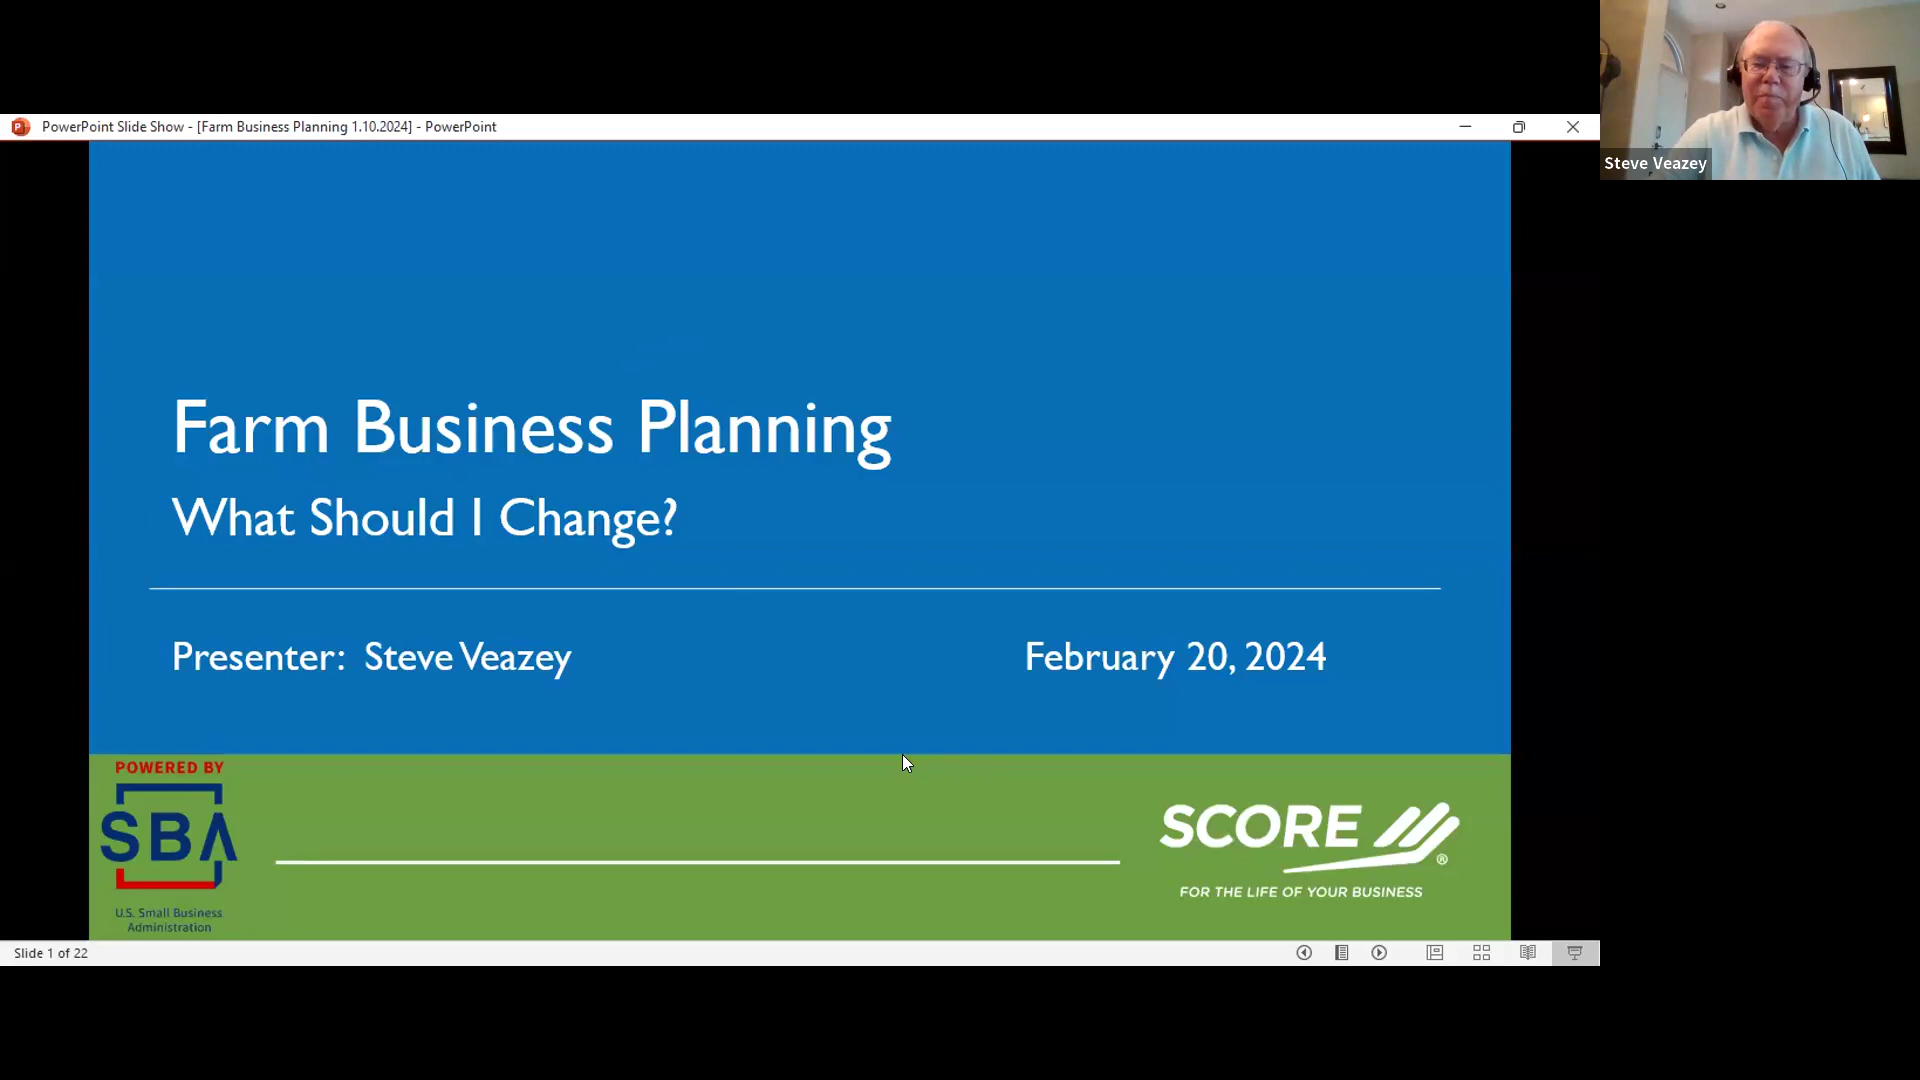 PowerPoint Slide Show - [Farm Business Planning 1.10.2024] - PowerPoint
Steve Veazey
Farm Business Planning
What Should I Change?
Presenter: Steve Veazey
February 20, 2024
POWERED BY
SBA
U.S. Small Business
Administration
SCORE
®
FOR THE LIFE OF YOUR BUSINESS
Slide 1 of 22